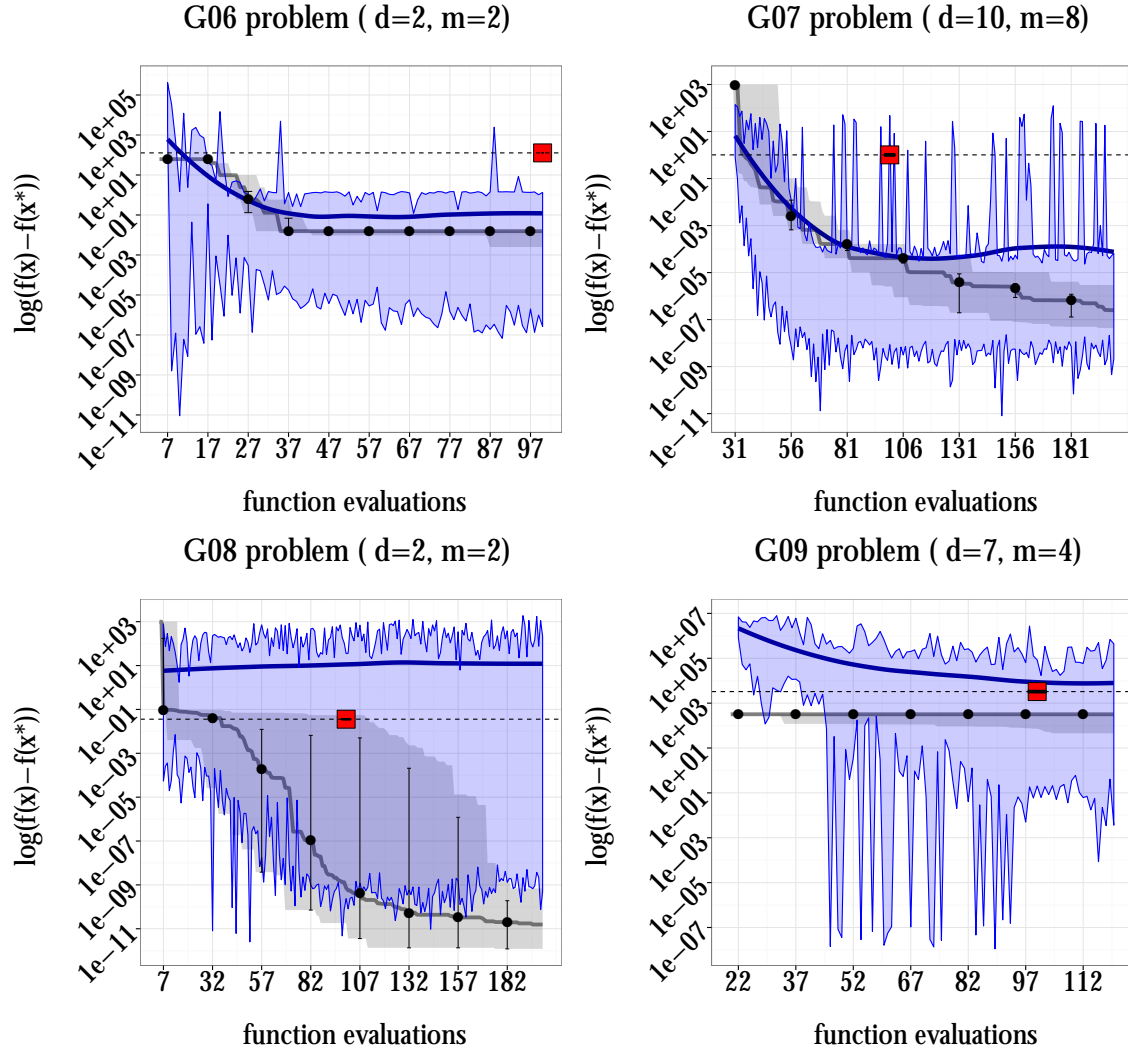 G06 problem ( d=2, m=2)
log(f(x)−f(x*))
1e+05
1e+03
1e+01
1e−01
1e−03
1e−05
1e−07
1e−09
1e−11
7 17 27 37 47 57 67 77 87 97
function evaluations
G07 problem ( d=10, m=8)
log(f(x)−f(x*))
1e+03
1e+01
1e−01
1e−03
1e−05
1e−07
1e−09
1e−11
31 56 81 106 131 156 181
function evaluations
G08 problem ( d=2, m=2)
log(f(x)−f(x*))
1e+03
1e+01
1e−01
1e−03
1e−05
1e−07
1e−09
1e−11
7 32 57 82 107 132 157 182
function evaluations
G09 problem ( d=7, m=4)
log(f(x)−f(x*))
1e+07
1e+05
1e+03
1e+01
1e−01
1e−03
1e−05
1e−07
22 37 52 67 82 97 112
function evaluations